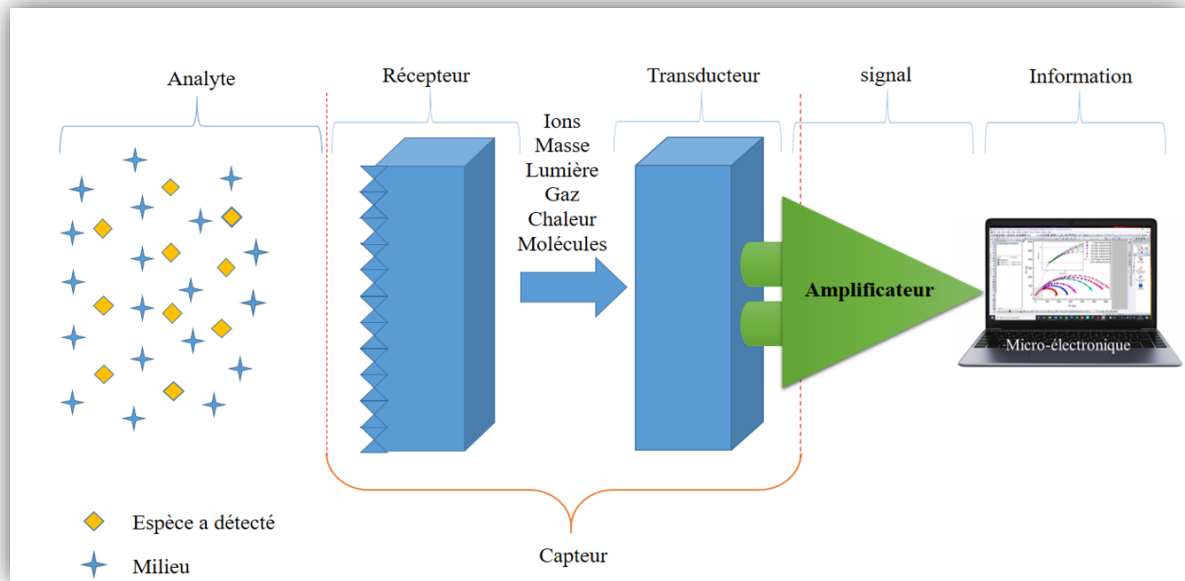 Analyte
Récepteur
Transducteur
signal
Information
Ions
Masse
Lumière
Gaz
Chaleur
Molécules
Amplificateur
Micro-électronique
Espèce a détecté
Milieu
Capteur